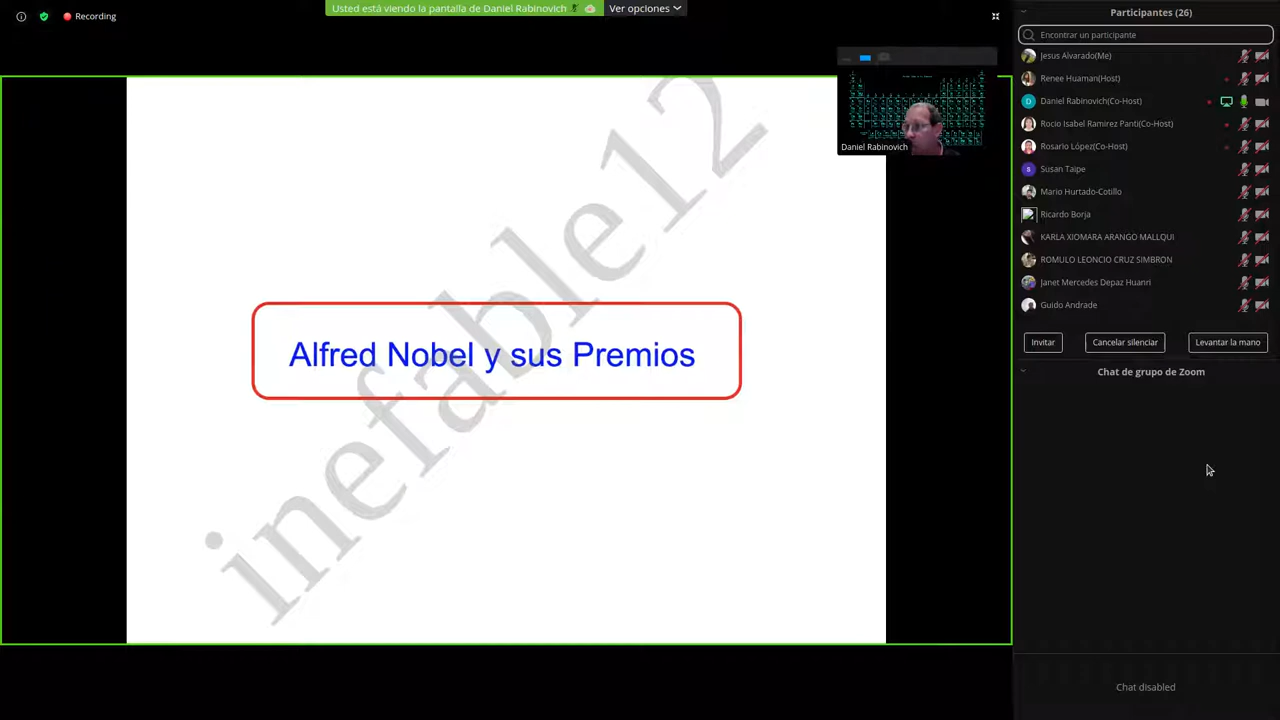 Recording
Usted está viendo la pantalla de Daniel Rabinovich
Ver opciones
Daniel Rabinovich
Alfred Nobel y sus Premios
inefable12
Participantes (26)
Encontrar un participante
Jesus Alvarado(Me)
Renee Huaman(Host)
D Daniel Rabinovich(Co-Host)
Rocio Isabel Ramirez Panti(Co-Host)
Rosario López(Co-Host)
S Susan Taipe
Mario Hurtado-Cotillo
Ricardo Borja
KARLA XIOMARA ARANGO MALLQUI
ROMULO LEONCIO CRUZ SIMBRON
Janet Mercedes Depaz Huanri
Guido Andrade
Invitar
Cancelar silenciar
Levantar la mano
Chat de grupo de Zoom
Chat disabled